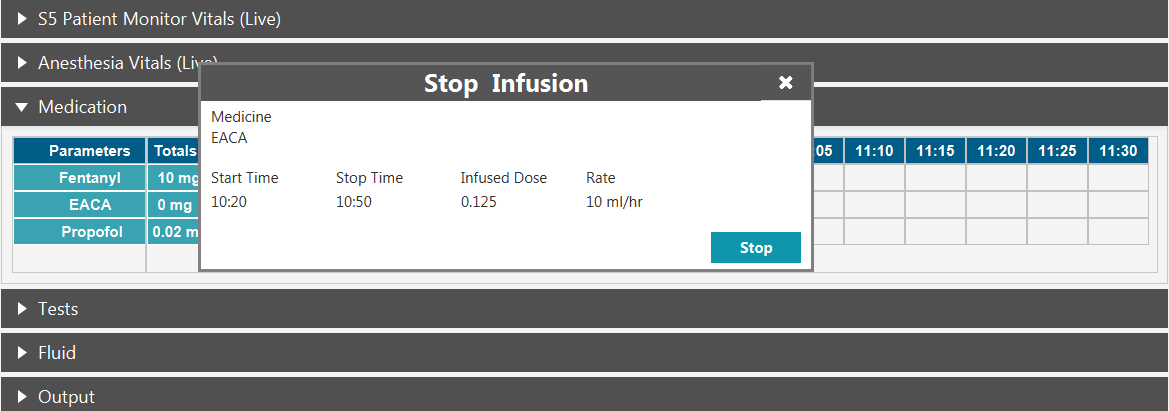 S5 Patient Monitor Vitals (Live)
Anesthesia Vitals (Live)
Stop Infusion
Medication
Medicine
EACA
Parameters Totals :05 11:10 11:15 11:20 11:25 11:30
Fentanyl 10 mg
EACA 0 mg
Propofol 0.02 m
Start Time Stop Time Infused Dose Rate
10:20 10:50 0.125 10 ml/hr
Stop
Tests
Fluid
Output